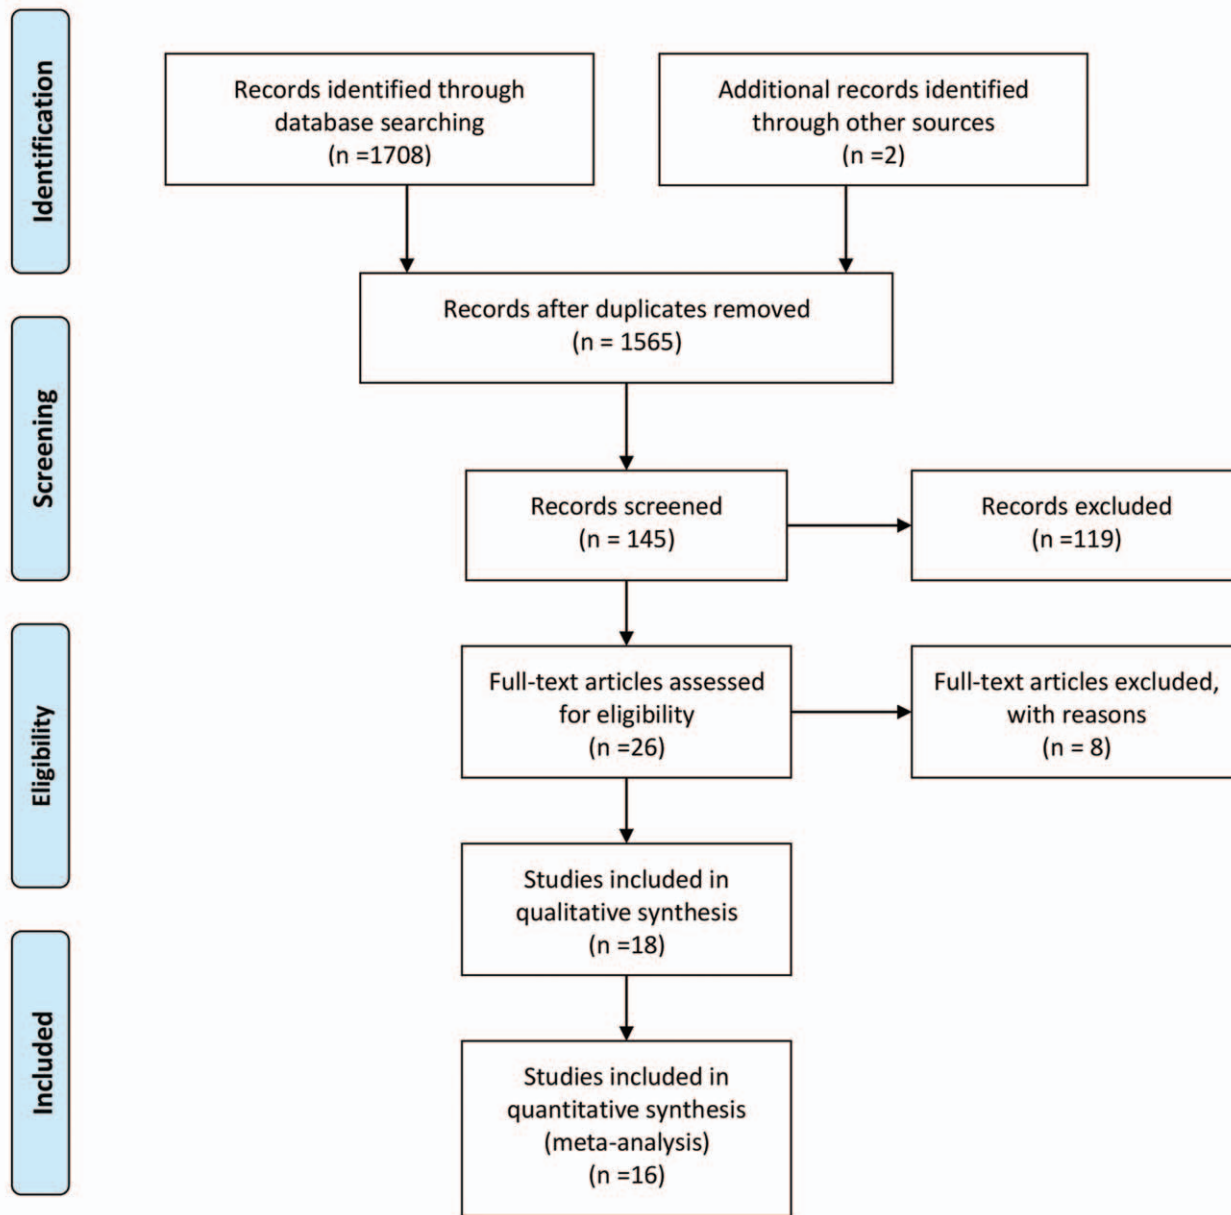 Identification
Records identified through
database searching
(n =1708)
Additional records identified
through other sources
(n =2)
Records after duplicates removed
(n = 1565)
Screening
Records screened
(n = 145)
Records excluded
(n =119)
Eligibility
Full-text articles assessed
for eligibility
(n =26)
Full-text articles excluded,
with reasons
(n = 8)
Studies included in
qualitative synthesis
(n =18)
Included
Studies included in
quantitative synthesis
(meta-analysis)
(n =16)